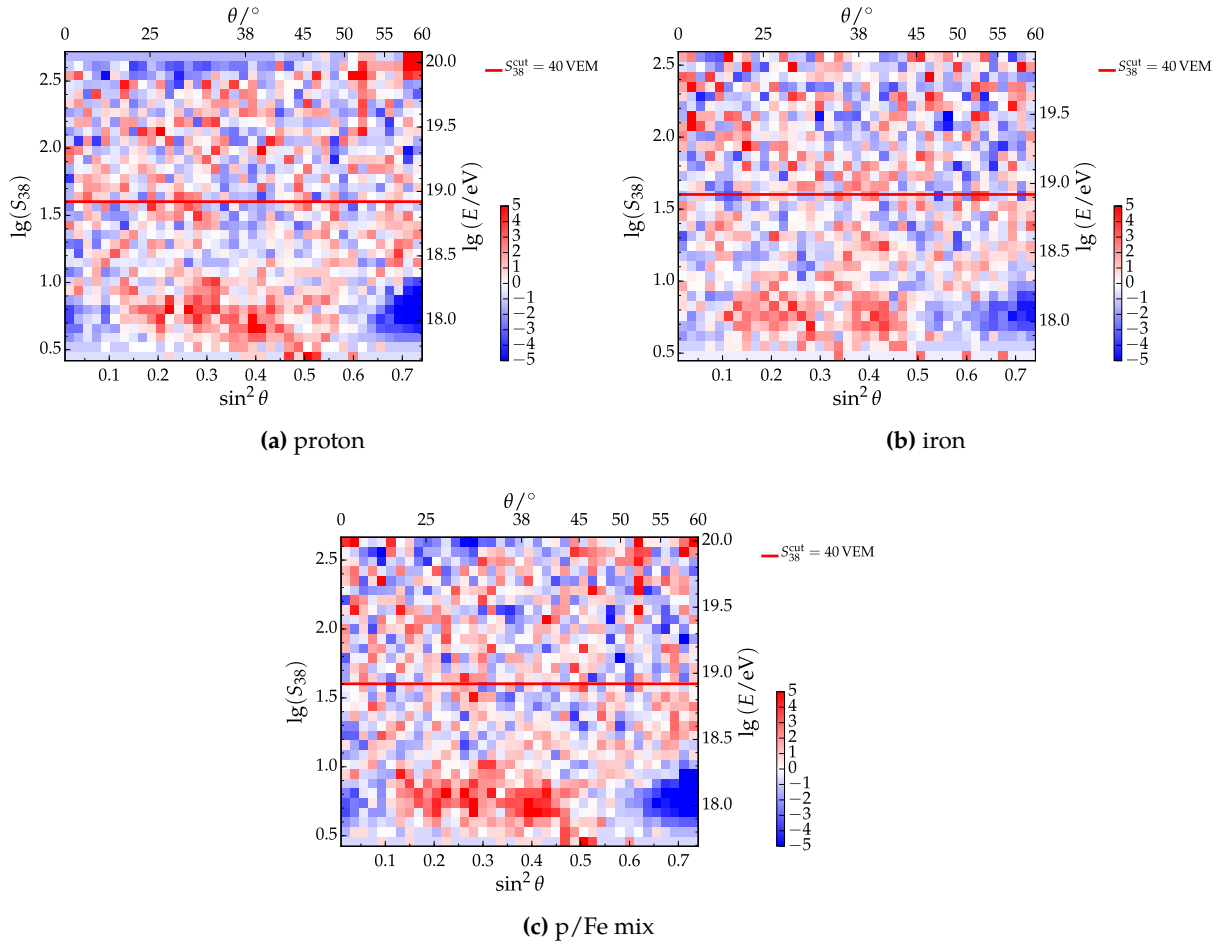 θ/°
0 25 38 45 50 55 60
2.5
2.0
1.5
1.0
0.5
lg(S₃₈)
20.0
19.5
19.0
18.5
18.0
lg (E/eV)
S₃₈ᶜᵘᵗ = 40 VEM
5
4
3
2
1
0
−1
−2
−3
−4
−5
0.1 0.2 0.3 0.4 0.5 0.6 0.7
sin² θ
(a) proton
θ/°
0 25 38 45 50 55 60
2.5
2.0
1.5
1.0
0.5
lg(S₃₈)
19.5
19.0
18.5
18.0
lg (E/eV)
S₃₈ᶜᵘᵗ = 40 VEM
5
4
3
2
1
0
−1
−2
−3
−4
−5
0.1 0.2 0.3 0.4 0.5 0.6 0.7
sin² θ
(b) iron
θ/°
0 25 38 45 50 55 60
2.5
2.0
1.5
1.0
0.5
lg(S₃₈)
20.0
19.5
19.0
18.5
18.0
lg (E/eV)
S₃₈ᶜᵘᵗ = 40 VEM
5
4
3
2
1
0
−1
−2
−3
−4
−5
0.1 0.2 0.3 0.4 0.5 0.6 0.7
sin² θ
(c) p/Fe mix